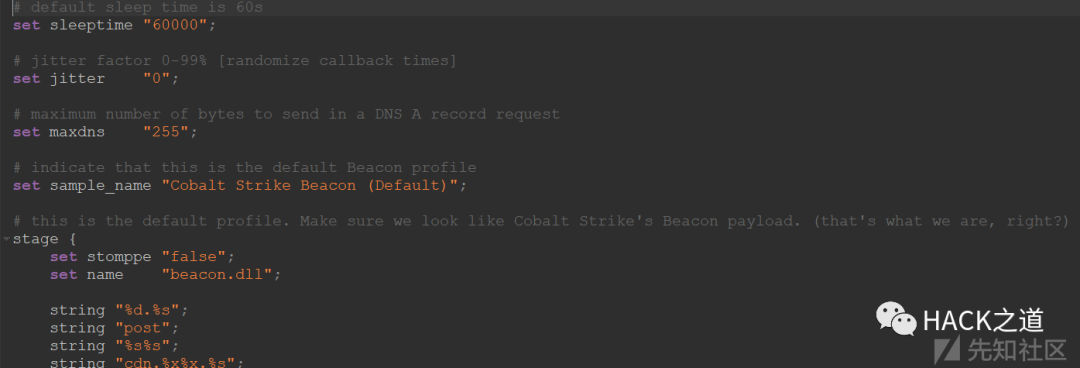 # default sleep time is 60s
set sleeptime "60000";
# jitter factor 0-99% [randomize callback times]
set jitter    "0";
# maximum number of bytes to send in a DNS A record request
set maxdns    "255";
# indicate that this is the default Beacon profile
set sample_name "Cobalt Strike Beacon (Default)";
# this is the default profile. Make sure we look like Cobalt Strike's Beacon payload. (that's what we are, right?)
stage {
    set stomppe "false";
    set name    "beacon.dll";
    string "%d.%s";
    string "post";
    string "%s%s";
    string "cdn.%x%x.%s";
HACK之道
先知社区